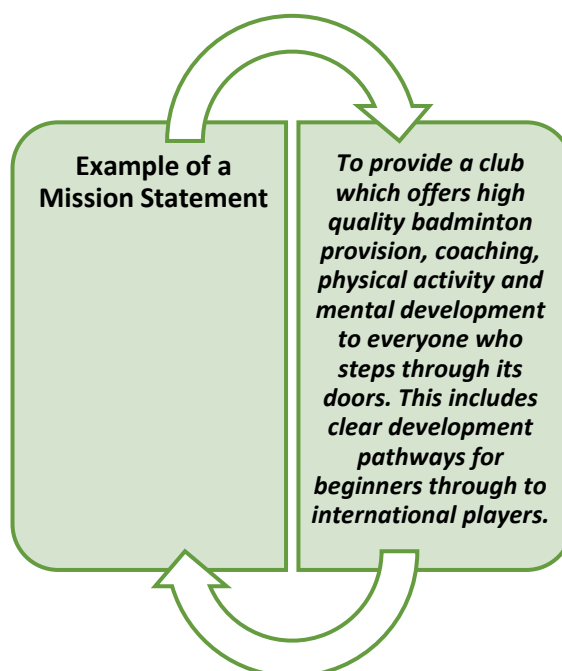 Example of a
Mission Statement
To provide a club
which offers high
quality badminton
provision, coaching,
physical activity and
mental development
to everyone who
steps through its
doors. This includes
clear development
pathways for
beginners through to
international players.